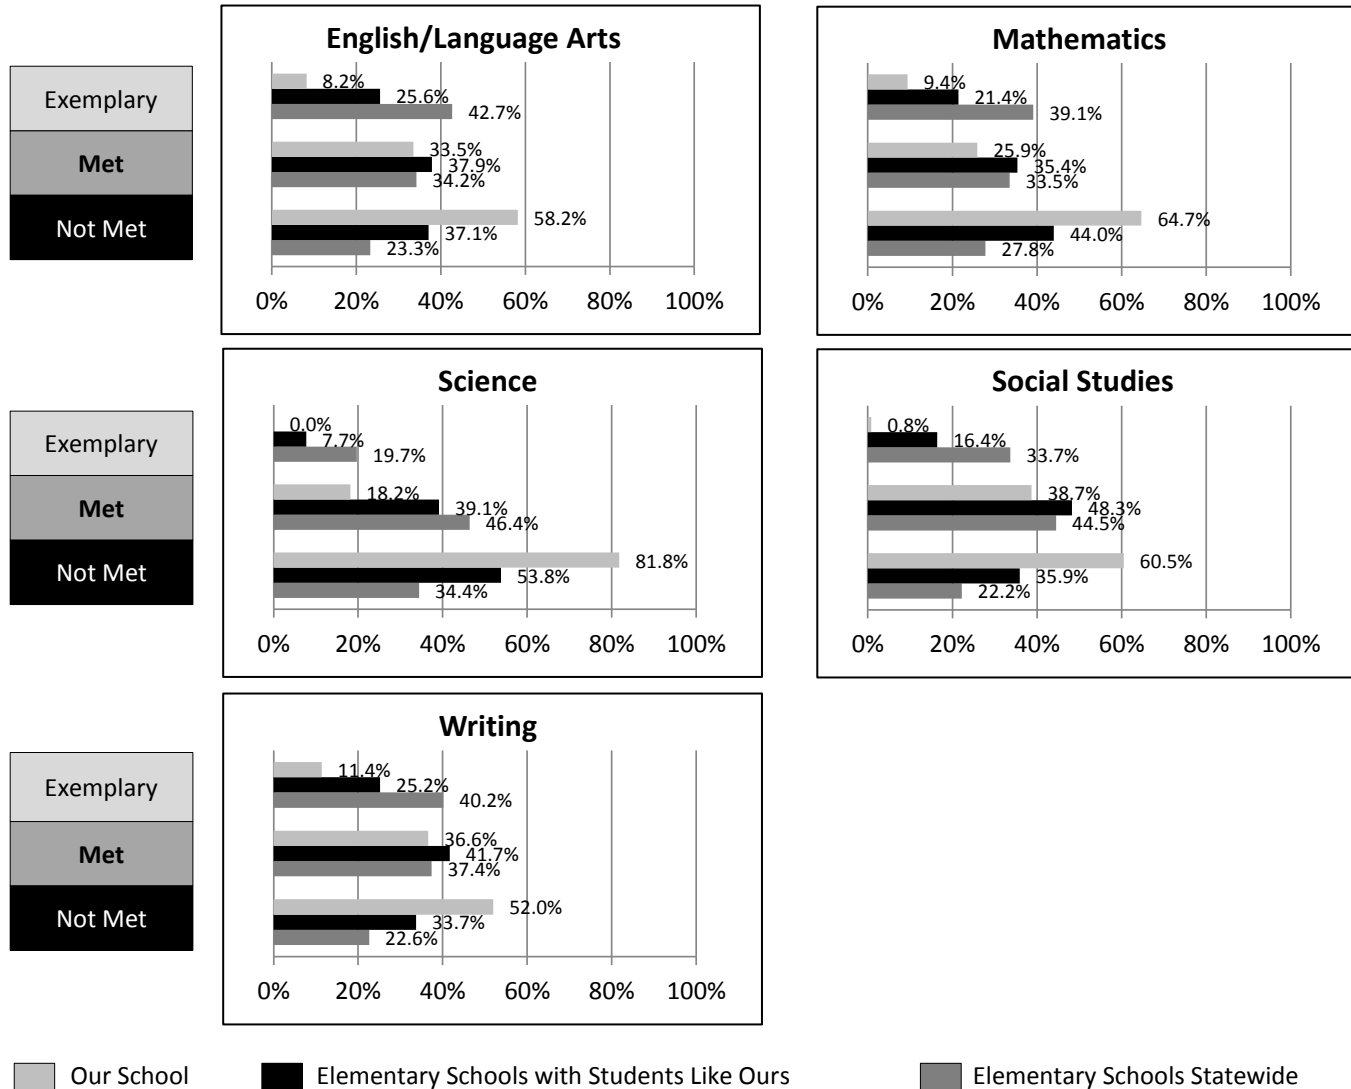 English/Language Arts
Exemplary
Met
Not Met
8.2%
25.6%
42.7%
33.5%
37.9%
34.2%
58.2%
37.1%
23.3%
0% 20% 40% 60% 80% 100%
Mathematics
9.4%
21.4%
39.1%
25.9%
35.4%
33.5%
64.7%
44.0%
27.8%
0% 20% 40% 60% 80% 100%
Science
Exemplary
Met
Not Met
0.0%
7.7%
19.7%
18.2%
39.1%
46.4%
81.8%
53.8%
34.4%
0% 20% 40% 60% 80% 100%
Social Studies
0.8%
16.4%
33.7%
38.7%
48.3%
44.5%
60.5%
35.9%
22.2%
0% 20% 40% 60% 80% 100%
Writing
Exemplary
Met
Not Met
11.4%
25.2%
40.2%
36.6%
41.7%
37.4%
52.0%
33.7%
22.6%
0% 20% 40% 60% 80% 100%
Our School Elementary Schools with Students Like Ours Elementary Schools Statewide